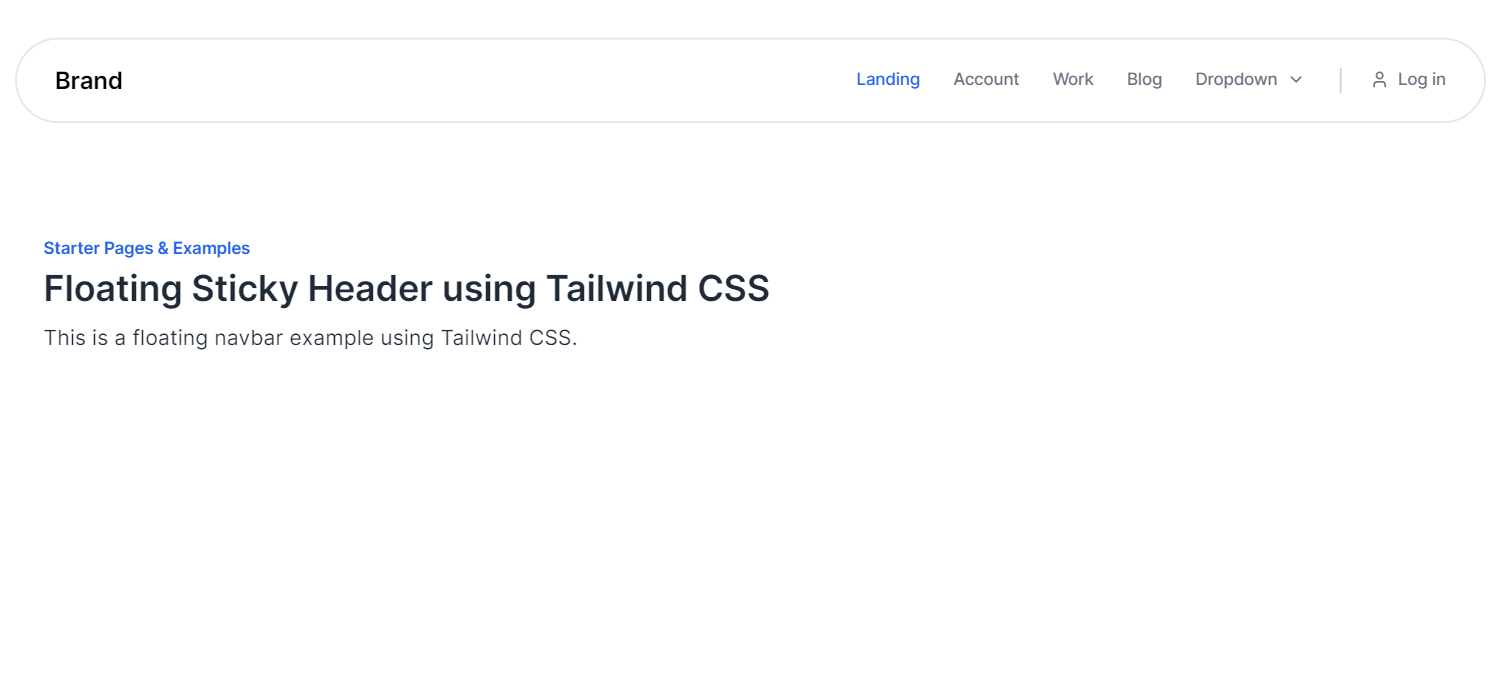 Brand Landing Account Work Blog Dropdown Log in
Starter Pages & Examples
Floating Sticky Header using Tailwind CSS
This is a floating navbar example using Tailwind CSS.